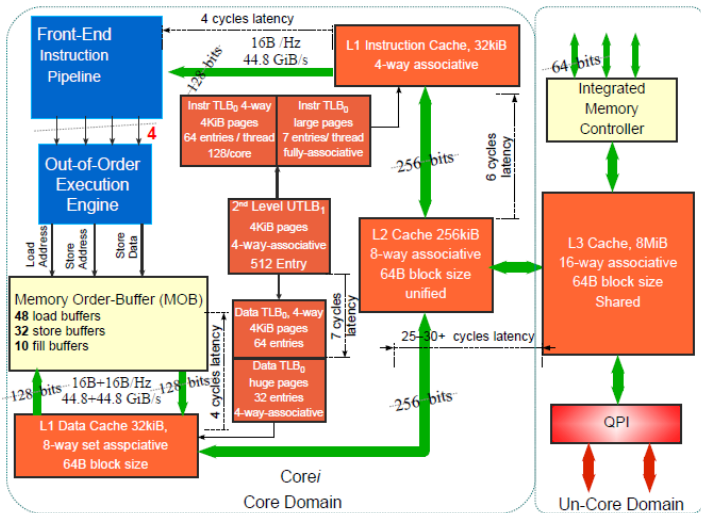 4 cycles latency
Front-End
Instruction
Pipeline
16B /Hz
44.8 GiB/s
128 bits
L1 Instruction Cache, 32kiB
4-way associative
4
Instr TLB0 4-way
4KiB pages
64 entries / thread
128/core
Instr TLB0
large pages
7 entries/ thread
fully-associative
Out-of-Order
Execution
Engine
Load
Address
Store
Address
Store
Data
2nd Level UTLB1
4KiB pages
4-way-associative
512 Entry
256 bits
6 cycles
latency
L2 Cache 256kiB
8-way associative
64B block size
unified
Memory Order-Buffer (MOB)
48 load buffers
32 store buffers
10 fill buffers
Data TLB0, 4-way
4KiB pages
64 entries
7 cycles
latency
Data TLB0
huge pages
32 entries
4-way-associative
4 cycles latency
25–30+ cycles latency
128 bits
16B+16B/Hz
44.8+44.8 GiB/s
128 bits
256 bits
L1 Data Cache 32kiB,
8-way set asspciative
64B block size
Corei
Core Domain
64 bits
Integrated
Memory
Controller
L3 Cache, 8MiB
16-way associative
64B block size
Shared
QPI
Un-Core Domain